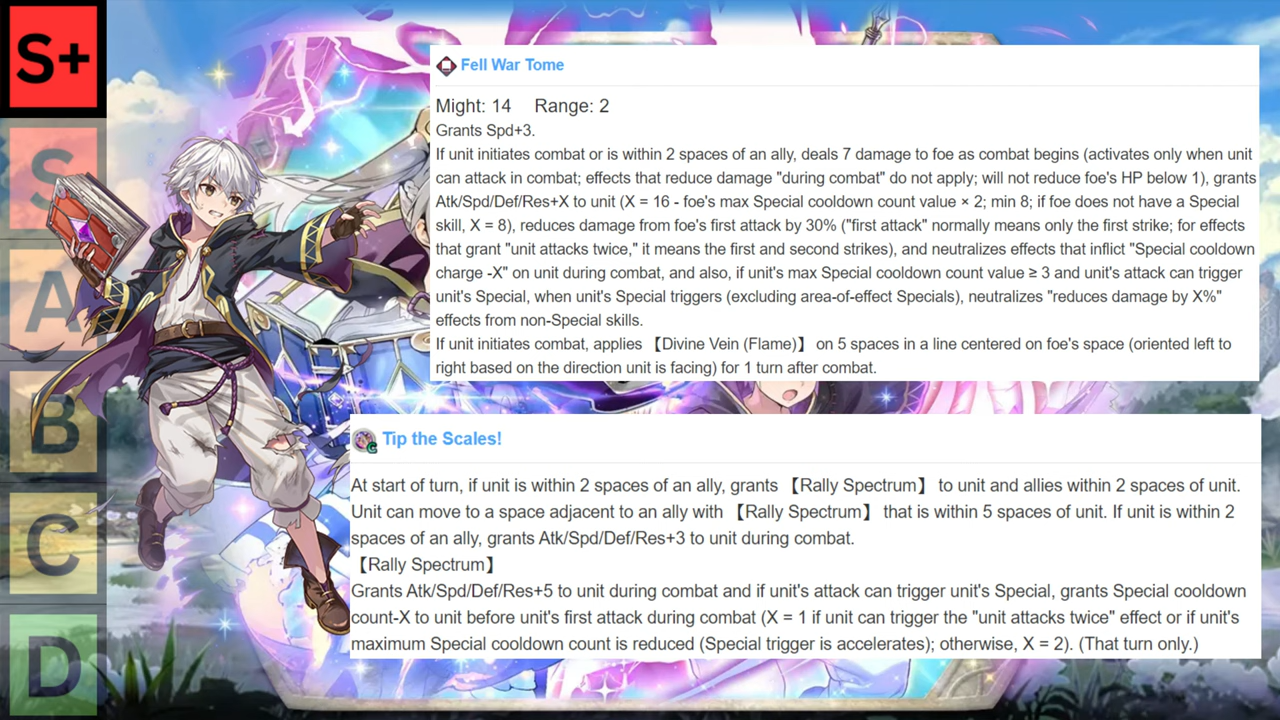 S+
S
A
B
C
D
Fell War Tome
Might: 14 Range: 2
Grants Spd+3.
If unit initiates combat or is within 2 spaces of an ally, deals 7 damage to foe as combat begins (activates only when unit
can attack in combat; effects that reduce damage "during combat" do not apply; will not reduce foe's HP below 1), grants
Atk/Spd/Def/Res+X to unit (X = 16 - foe's max Special cooldown count value × 2; min 8; if foe does not have a Special
skill, X = 8), reduces damage from foe's first attack by 30% ("first attack" normally means only the first strike; for effects
that grant "unit attacks twice," it means the first and second strikes), and neutralizes effects that inflict "Special cooldown
charge -X" on unit during combat, and also, if unit's max Special cooldown count value ≥ 3 and unit's attack can trigger
unit's Special, when unit's Special triggers (excluding area-of-effect Specials), neutralizes "reduces damage by X%"
effects from non-Special skills.
If unit initiates combat, applies 【Divine Vein (Flame)】 on 5 spaces in a line centered on foe's space (oriented left to
right based on the direction unit is facing) for 1 turn after combat.
Tip the Scales!
At start of turn, if unit is within 2 spaces of an ally, grants 【Rally Spectrum】 to unit and allies within 2 spaces of unit.
Unit can move to a space adjacent to an ally with 【Rally Spectrum】 that is within 5 spaces of unit. If unit is within 2
spaces of an ally, grants Atk/Spd/Def/Res+3 to unit during combat.
【Rally Spectrum】
Grants Atk/Spd/Def/Res+5 to unit during combat and if unit's attack can trigger unit's Special, grants Special cooldown
count-X to unit before unit's first attack during combat (X = 1 if unit can trigger the "unit attacks twice" effect or if unit's
maximum Special cooldown count is reduced (Special trigger is accelerates); otherwise, X = 2). (That turn only.)